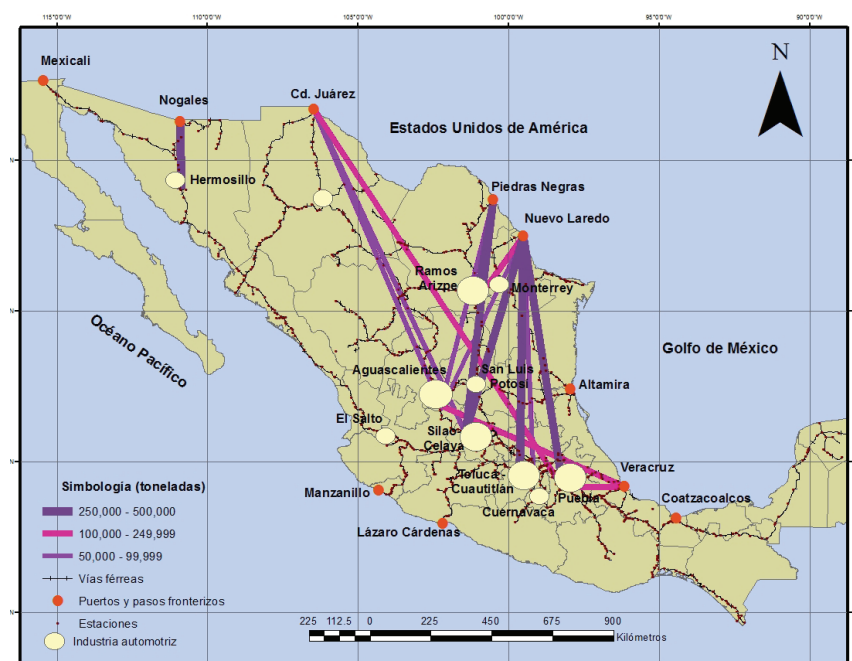 115°0'0"W 110°0'0"W 105°0'0"W 100°0'0"W 95°0'0"W 90°0'0"W
Mexicali
Nogales
Cd. Juárez
N
Estados Unidos de América
Hermosillo
Piedras Negras
Nuevo Laredo
Ramos
Arizpe
Monterrey
Océano Pacífico
Golfo de México
Aguascalientes
San Luis
Potosí
Altamira
El Salto
Silao
Celaya
Veracruz
Toluca
Cuautitlán
Puebla
Coatzacoalcos
Manzanillo
Cuernavaca
Lázaro Cárdenas
Simbología (toneladas)
250,000 - 500,000
100,000 - 249,999
50,000 - 99,999
Vías férreas
Puertos y pasos fronterizos
Estaciones
Industria automotriz
225 112.5 0 225 450 675 900
Kilómetros